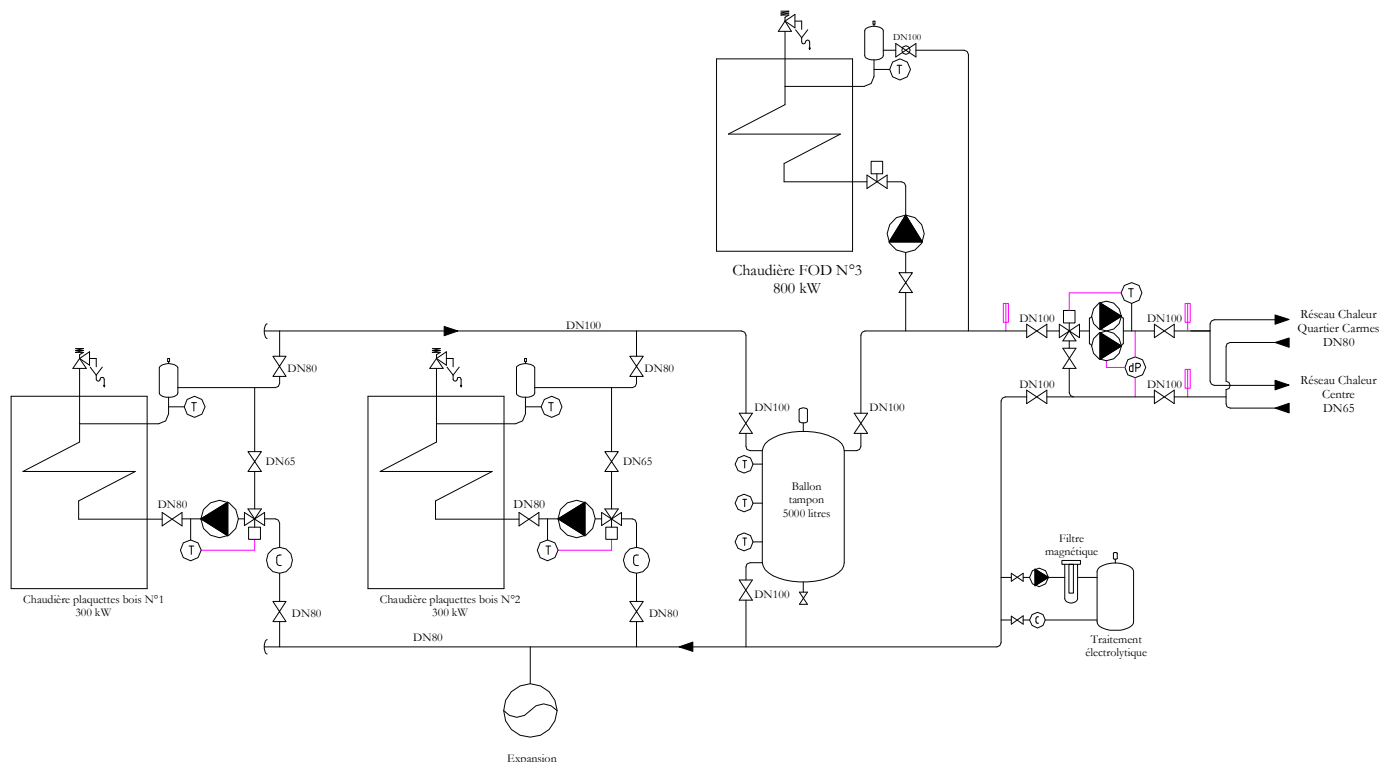 DN100
T
Chaudière FOD N°3
800 kW
T
DN100
DN100
Réseau Chaleur
Quartier Carmes
DN80
DN100
dP
DN100
DN100
Réseau Chaleur
Centre
DN65
DN80
DN80
T
T
DN100
DN100
DN65
DN65
T
Ballon
tampon
5000 litres
T
T
DN80
DN80
T
T
C
C
Filtre
magnétique
Chaudière plaquettes bois N°1
300 kW
DN80
Chaudière plaquettes bois N°2
300 kW
DN80
DN100
C
Traitement
électrolytique
DN80
Expansion